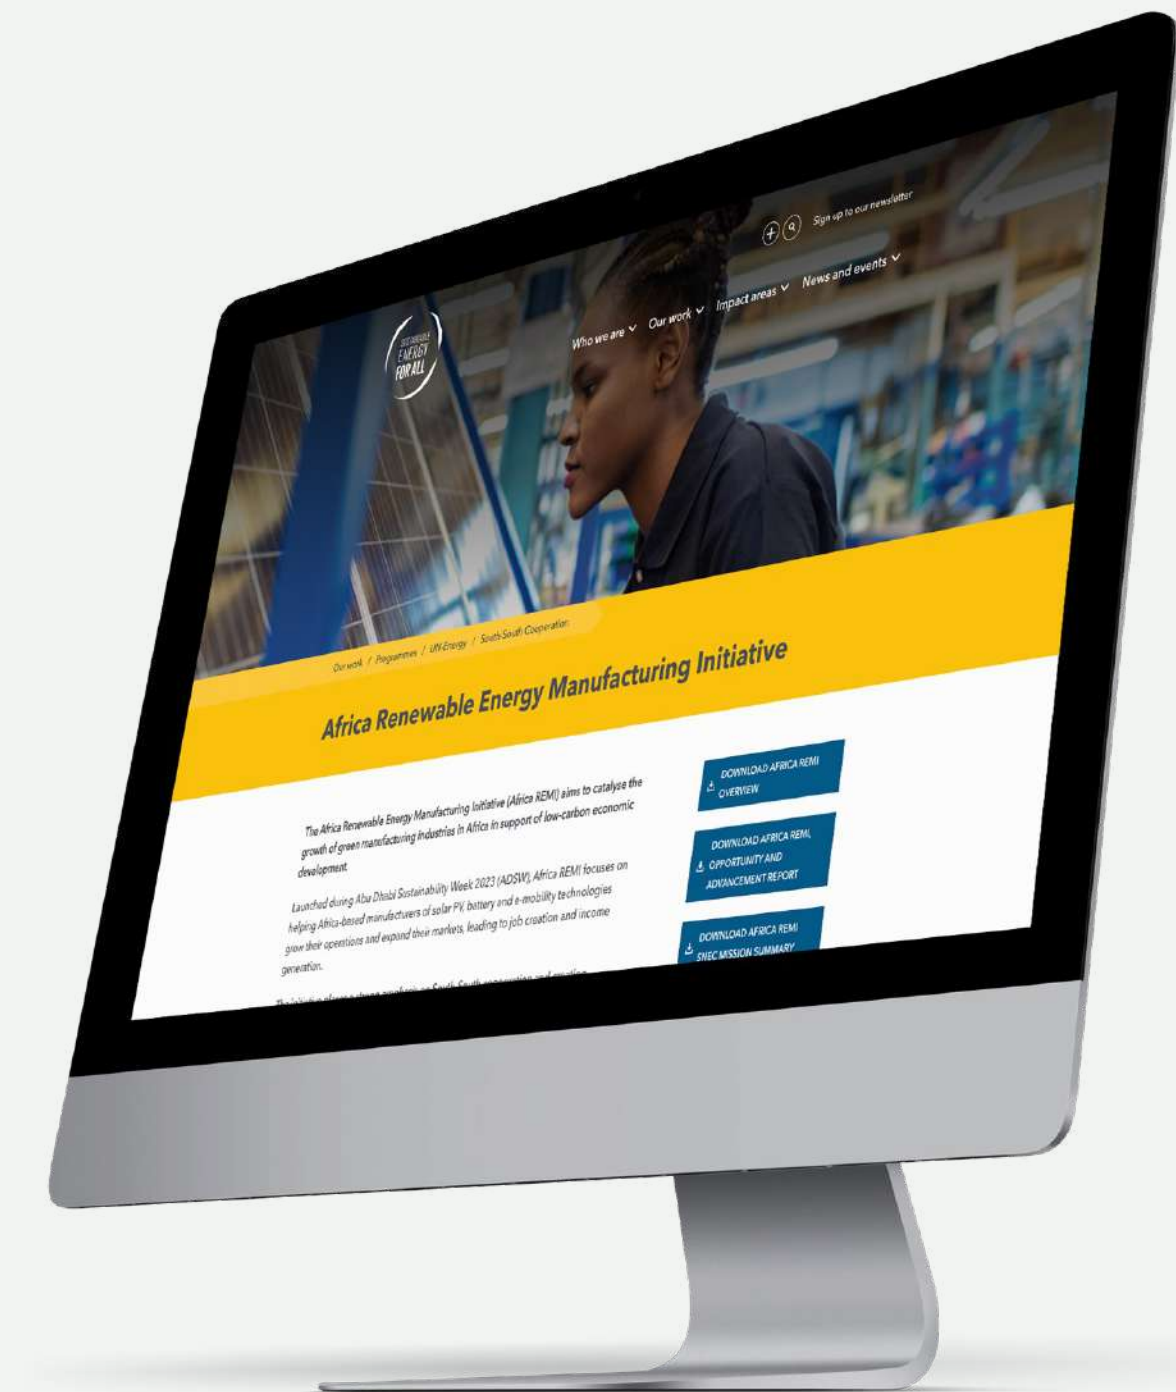 Sign up to our newsletter
SUSTAINABLE
ENERGY
FOR ALL
Who we are Our work Impact areas News and events
Our work / Programmes / UN-Energy / South-South Cooperation
Africa Renewable Energy Manufacturing Initiative
The Africa Renewable Energy Manufacturing Initiative (Africa REMI) aims to catalyse the
growth of green manufacturing industries in Africa in support of low-carbon economic
development.
Launched during Abu Dhabi Sustainability Week 2023 (ADSW), Africa REMI focuses on
helping Africa-based manufacturers of solar PV, battery and e-mobility technologies
grow their operations and expand their markets, leading to job creation and income
generation.
DOWNLOAD AFRICA REMI
OVERVIEW
DOWNLOAD AFRICA REMI,
OPPORTUNITY AND
ADVANCEMENT REPORT
DOWNLOAD AFRICA REMI
SNEC MISSION SUMMARY